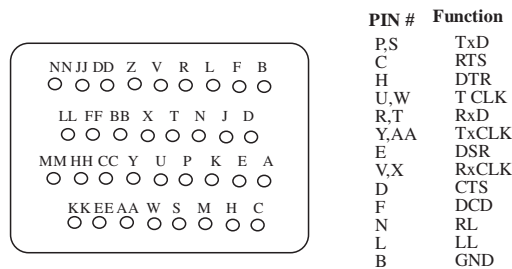 NN JJ DD Z V R L F B
LL FF BB X T N J D
MM HH CC Y U P K E A
KK EE AA W S M H C
PIN # Function
P,S TxD
C RTS
H DTR
U,W T CLK
R,T RxD
Y,AA TxCLK
E DSR
V,X RxCLK
D CTS
F DCD
N RL
L LL
B GND